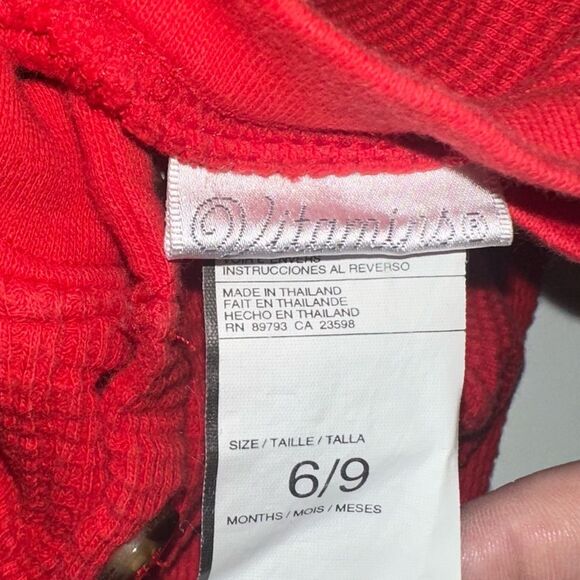 Vitamins®
INSTRUCCIONES AL REVERSO
MADE IN THAILAND
FAIT EN THAILANDE
HECHO EN THAILAND
RN 89793 CA 23598
SIZE / TAILLE / TALLA
6/9
MONTHS / MOIS / MESES